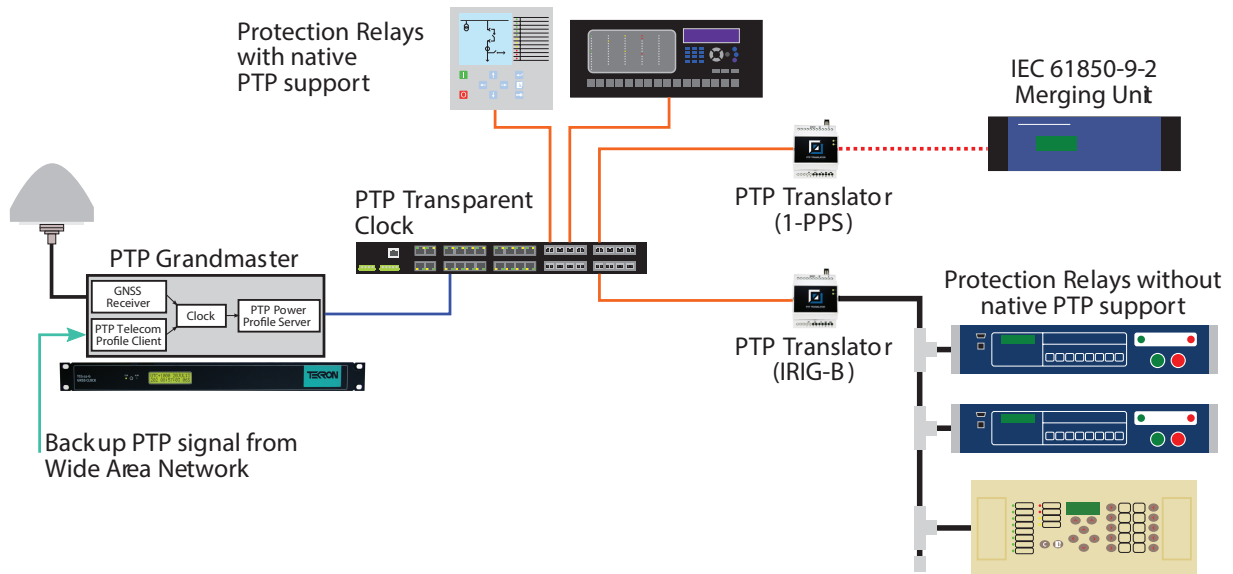 Protection Relays
with native
PTP support
IEC 61850-9-2
Merging Unit
PTP Translator
(1-PPS)
PTP Transparent
Clock
PTP Grandmaster
GNSS
Receiver
Clock
PTP Power
Profile Server
PTP Telecom
Profile Client
TEKRON
Backup PTP signal from
Wide Area Network
PTP Translator
(IRIG-B)
Protection Relays without
native PTP support